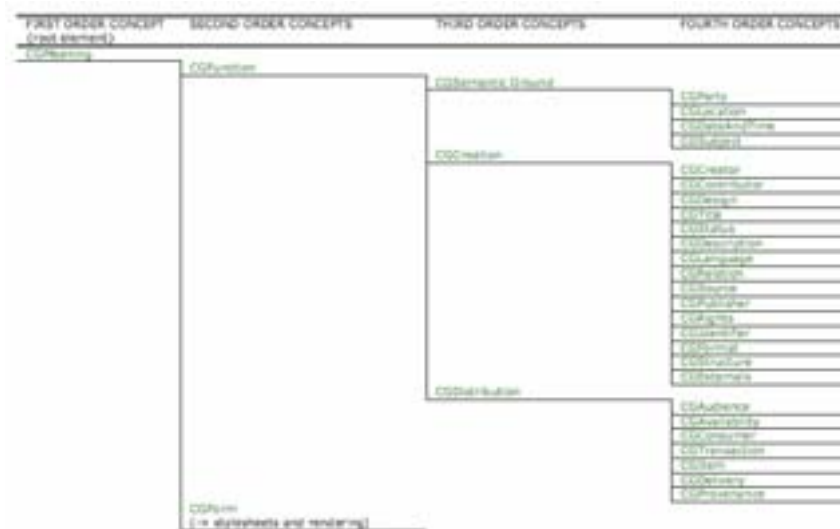 FIRST ORDER CONCEPT SECOND ORDER CONCEPTS THIRD ORDER CONCEPTS FOURTH ORDER CONCEPTS
(root element)
CGMeaning
CGFunction
CGSemantic Ground
CGParty
CGLocation
CGDateAndTime
CGSubject
CGCreation
CGCreator
CGContributor
CGDesign
CGTitle
CGStatus
CGDescription
CGLanguage
CGRelation
CGSource
CGPublisher
CGRights
CGIdentifier
CGFormat
CGStructure
CGExternals
CGDistribution
CGAudience
CGAvailability
CGConsumer
CGTransaction
CGItem
CGDelivery
CGProvenance
CGForm
(-> stylesheets and rendering)